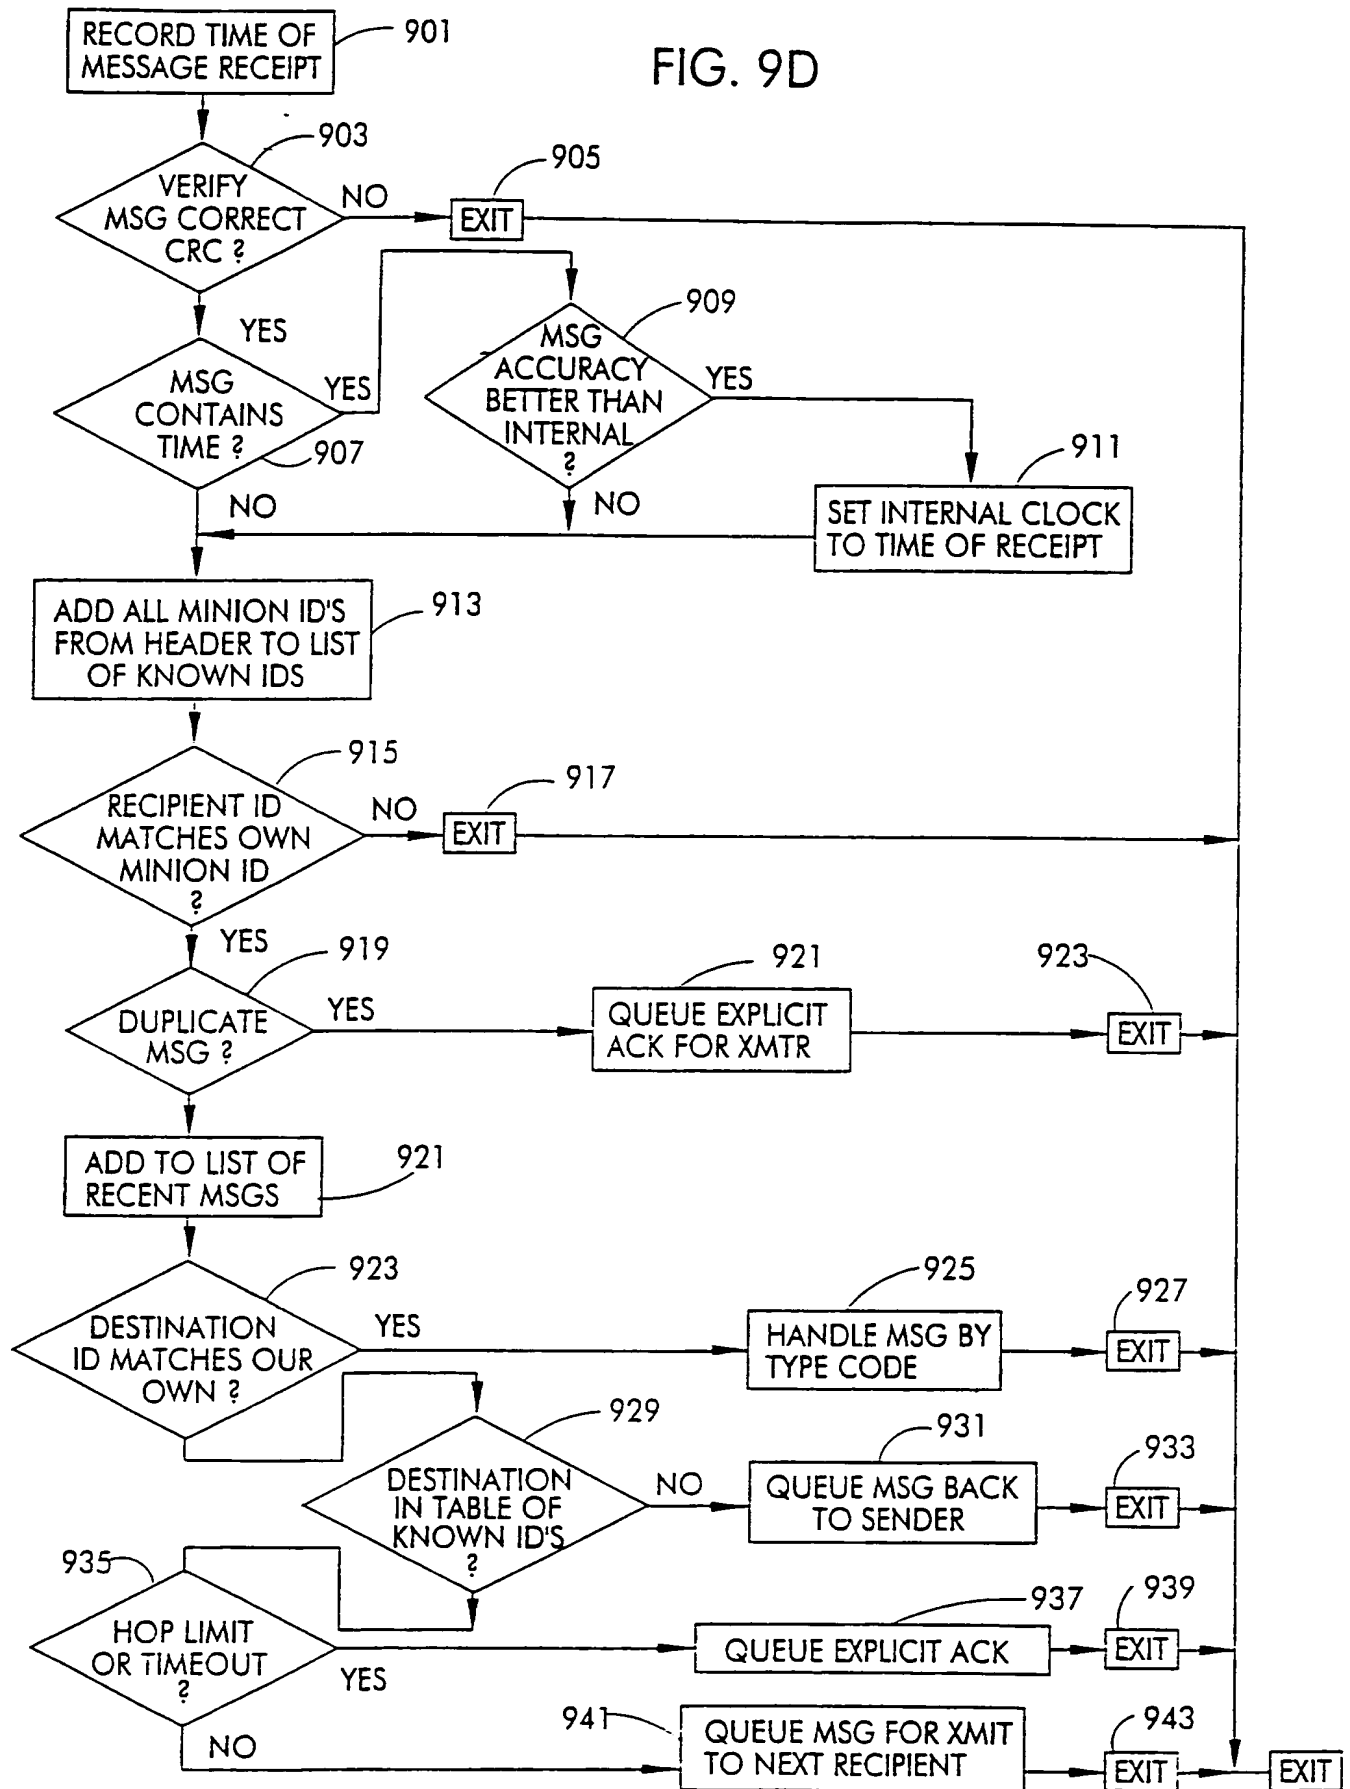 RECORD TIME OF
MESSAGE RECEIPT
901
FIG. 9D
903
VERIFY
MSG CORRECT
CRC ?
NO
905
EXIT
YES
MSG
CONTAINS
TIME ?
907
YES
NO
909
MSG
ACCURACY
BETTER THAN
INTERNAL
?
YES
NO
911
SET INTERNAL CLOCK
TO TIME OF RECEIPT
ADD ALL MINION ID'S
FROM HEADER TO LIST
OF KNOWN IDS
913
915
RECIPIENT ID
MATCHES OWN
MINION ID
?
NO
917
EXIT
YES
919
DUPLICATE
MSG ?
YES
921
QUEUE EXPLICIT
ACK FOR XMTR
923
EXIT
ADD TO LIST OF
RECENT MSGS
921
923
DESTINATION
ID MATCHES OUR
OWN ?
YES
925
HANDLE MSG BY
TYPE CODE
927
EXIT
929
DESTINATION
IN TABLE OF
KNOWN ID'S
?
NO
931
QUEUE MSG BACK
TO SENDER
933
EXIT
935
HOP LIMIT
OR TIMEOUT
?
YES
937
QUEUE EXPLICIT ACK
939
EXIT
NO
941
QUEUE MSG FOR XMIT
TO NEXT RECIPIENT
943
EXIT
EXIT